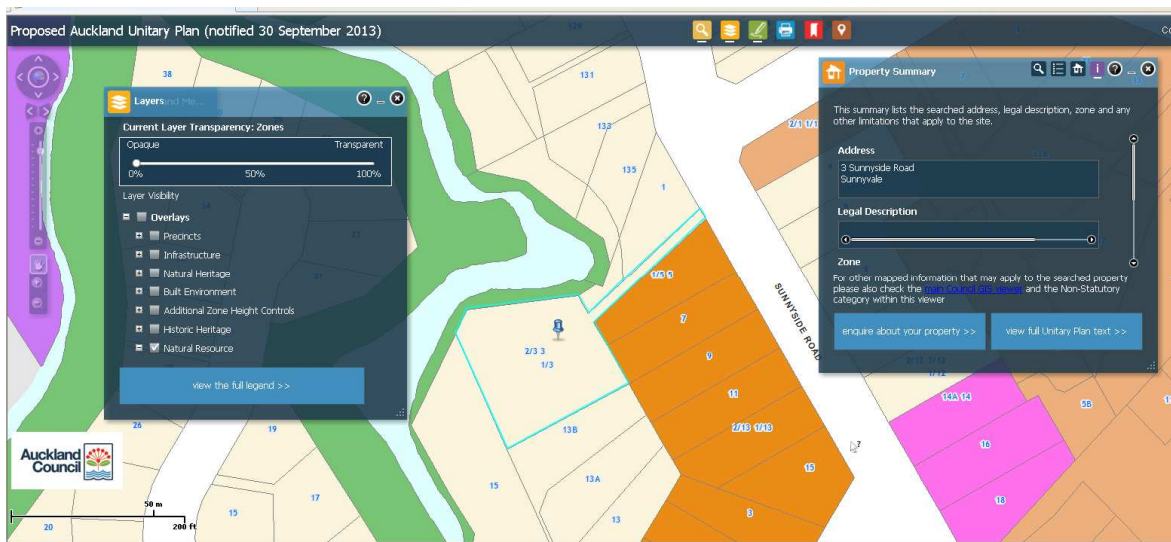 Proposed Auckland Unitary Plan (notified 30 September 2013)
Layers
Current Layer Transparency: Zones
Opaque Transparent
0% 50% 100%
Layer Visibility
Overlays
Precincts
Infrastructure
Natural Heritage
Built Environment
Additional Zone Height Controls
Historic Heritage
Natural Resource
view the full legend >>
Property Summary
This summary lists the searched address, legal description, zone and any
other limitations that apply to the site.
Address
3 Sunnyside Road
Sunnyvale
Legal Description
Zone
For other mapped information that may apply to the searched property
please also check the main Council GIS viewer and the Non-Statutory
category within this viewer
enquire about your property >>
view full Unitary Plan text >>
38
131
133
135
1
1/5 5
7
9
11
2/13 1/13
15
3
2/3 3
1/3
13B
13A
13
15
SUNNYSIDE ROAD
14A 14
16
18
5B
1/12
26
19
17
15
20
Auckland
Council
50 m
200 ft